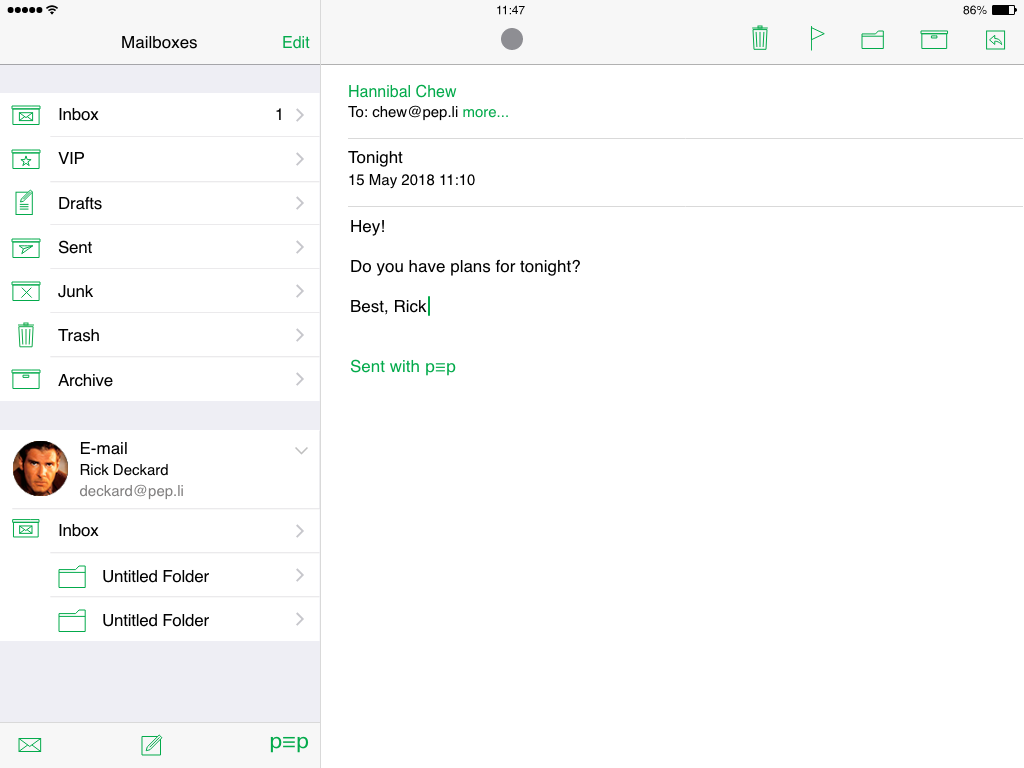 11:47
86%
Mailboxes
Edit
Inbox 1
VIP
Drafts
Sent
Junk
Trash
Archive
E-mail
Rick Deckard
deckard@pep.li
Inbox
Untitled Folder
Untitled Folder
p≡p
Hannibal Chew
To: chew@pep.li more...
Tonight
15 May 2018 11:10
Hey!
Do you have plans for tonight?
Best, Rick
Sent with p≡p